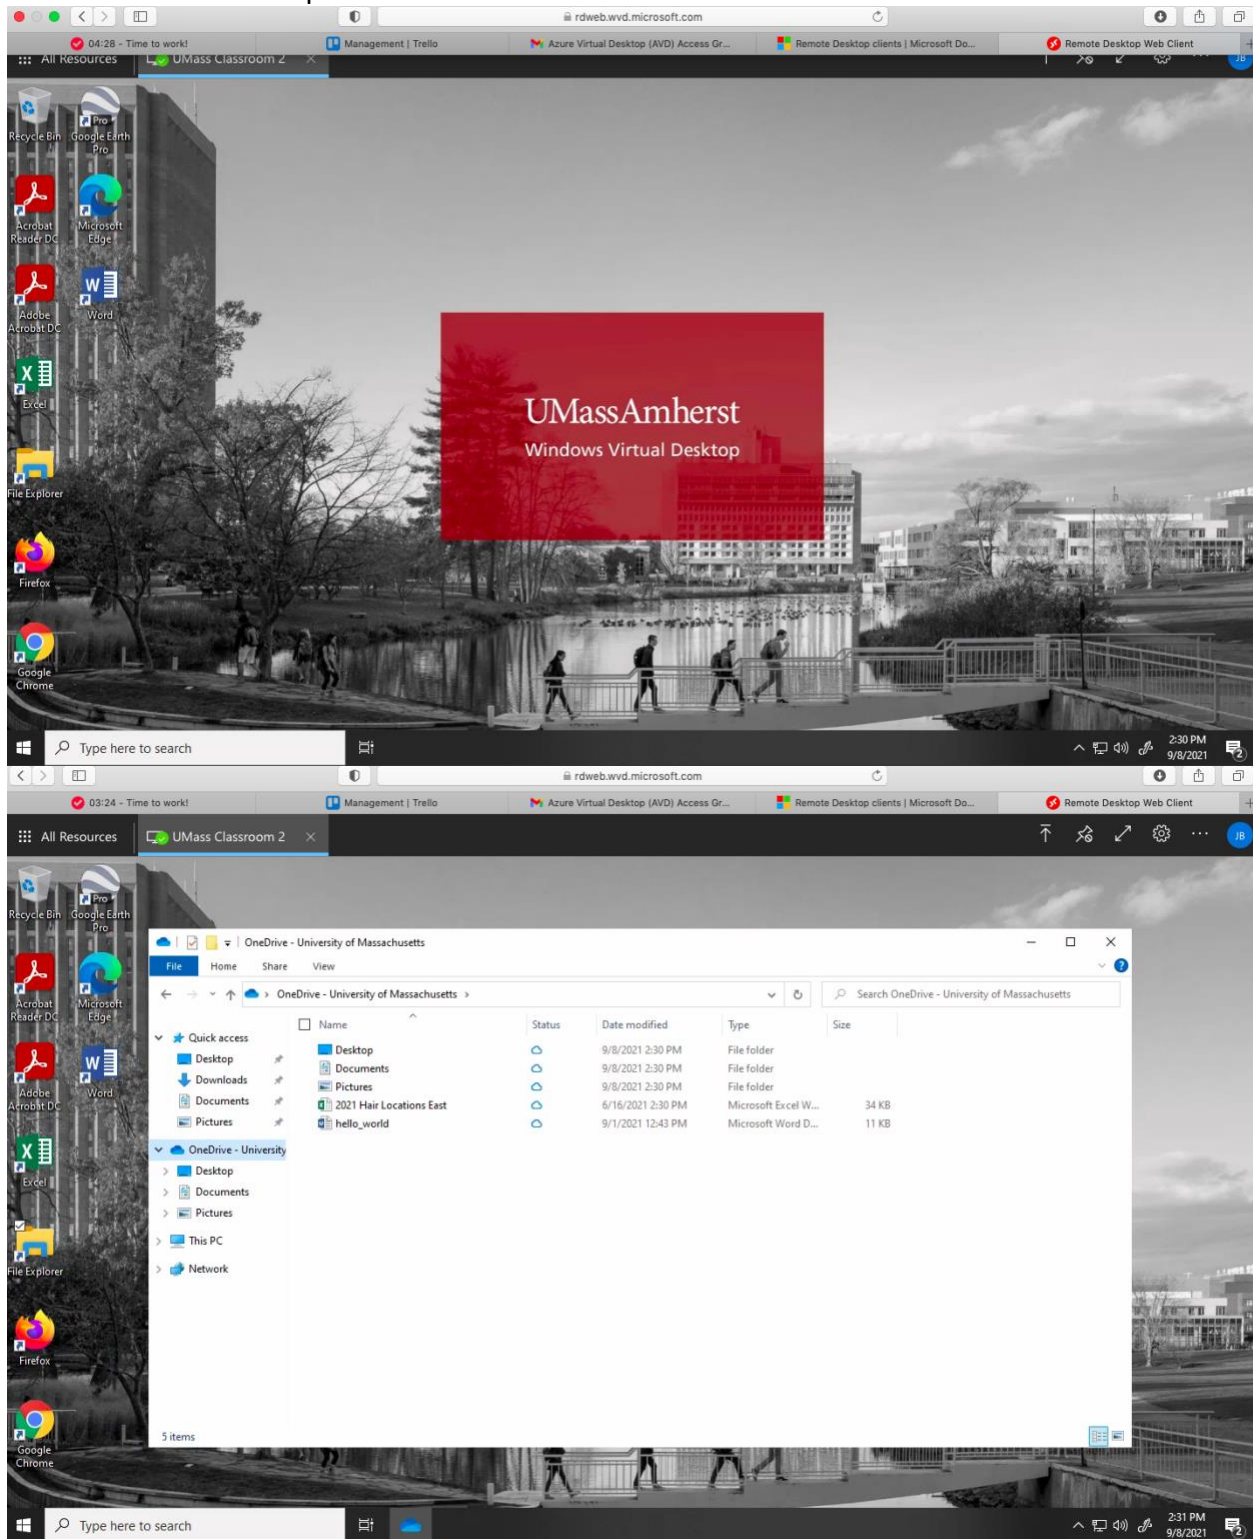 rdweb.wvd.microsoft.com
04:28 - Time to work!
Management | Trello
Azure Virtual Desktop (AVD) Access Gr...
Remote Desktop clients | Microsoft Do...
Remote Desktop Web Client
All Resources
UMass Classroom 2
JB
Recycle Bin
Google Earth Pro
Acrobat Reader DC
Microsoft Edge
Adobe Acrobat DC
Word
Excel
File Explorer
Firefox
Google Chrome
UMassAmherst
Windows Virtual Desktop
Type here to search
2:30 PM
9/8/2021
2
rdweb.wvd.microsoft.com
03:24 - Time to work!
Management | Trello
Azure Virtual Desktop (AVD) Access Gr...
Remote Desktop clients | Microsoft Do...
Remote Desktop Web Client
All Resources
UMass Classroom 2
JB
Recycle Bin
Google Earth Pro
Acrobat Reader DC
Microsoft Edge
Adobe Acrobat DC
Word
Excel
File Explorer
Firefox
Google Chrome
OneDrive - University of Massachusetts
File Home Share View
OneDrive - University of Massachusetts
Search OneDrive - University of Massachusetts
Quick access
Desktop
Downloads
Documents
Pictures
OneDrive - University
Desktop
Documents
Pictures
This PC
Network
Name Status Date modified Type Size
Desktop 9/8/2021 2:30 PM File folder
Documents 9/8/2021 2:30 PM File folder
Pictures 9/8/2021 2:30 PM File folder
2021 Hair Locations East 6/16/2021 2:30 PM Microsoft Excel W... 34 KB
hello_world 9/1/2021 12:43 PM Microsoft Word D... 11 KB
5 items
Type here to search
2:31 PM
9/8/2021
2